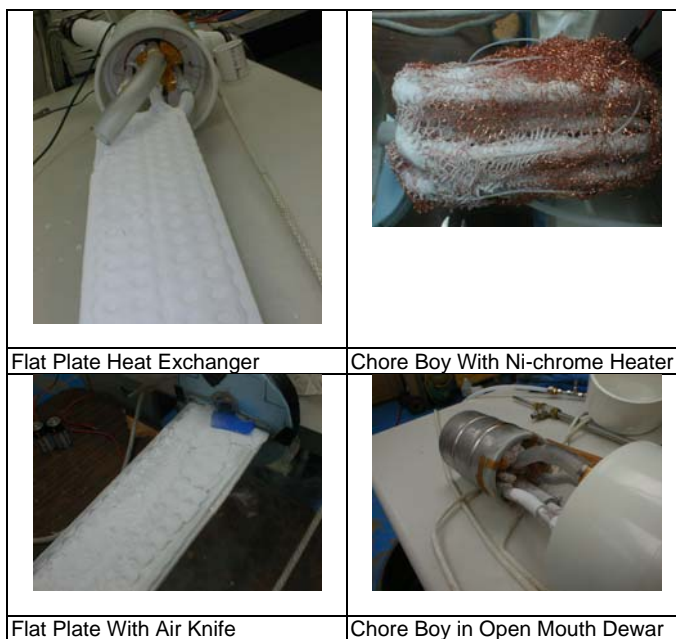 Flat Plate Heat Exchanger
Chore Boy With Ni-chrome Heater
Flat Plate With Air Knife
Chore Boy in Open Mouth Dewar